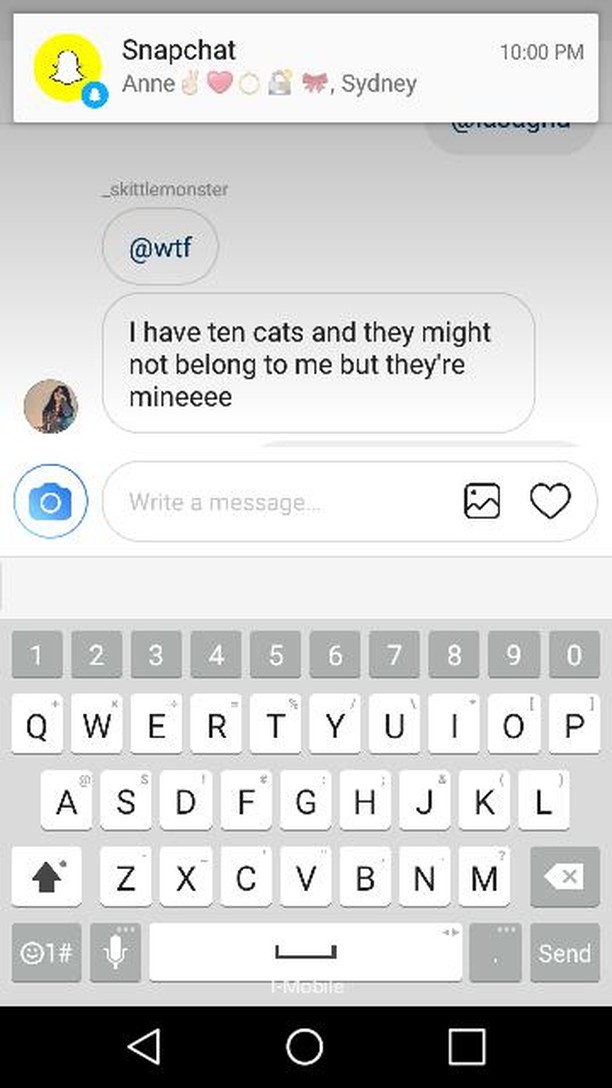 Snapchat
10:00 PM
Anne✌🏻❤️💍🔐 🎀, Sydney
_skittlemonster
@wtf
I have ten cats and they might
not belong to me but they're
mineeee
Write a message...
1 2 3 4 5 6 7 8 9 0
+ × ÷ = % / \ * [ ]
Q W E R T Y U I O P
@ $ ! # : ; & ( )
A S D F G H J K L
- _ ' " , . ?
Z X C V B N M
1# . Send
T-Mobile